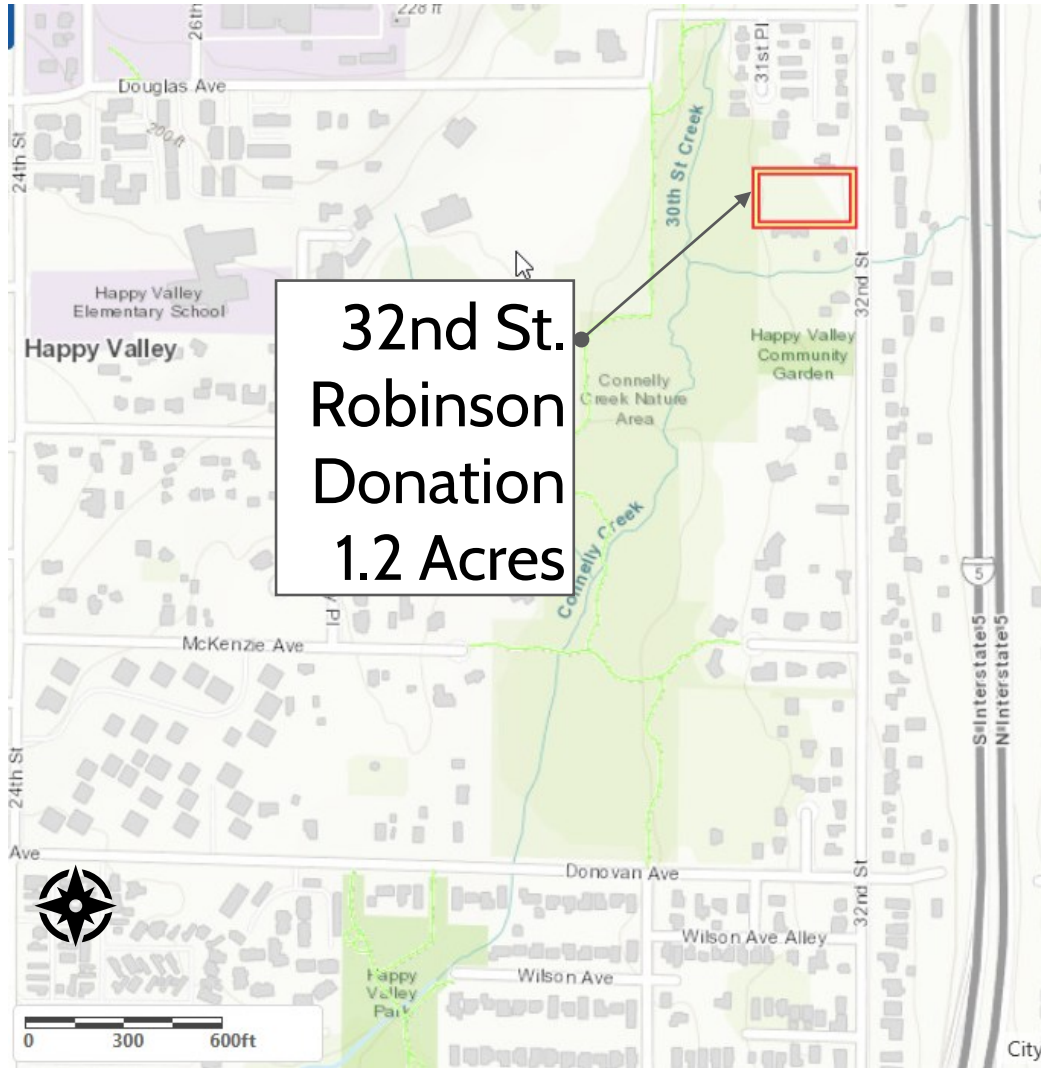 228 ft
26th
31st Pl
Douglas Ave
200 ft
24th St
30th St Creek
32nd St
Happy Valley
Elementary School
Happy Valley
32nd St.
Robinson
Donation
1.2 Acres
Happy Valley
Community
Garden
Connelly
Creek Nature
Area
Connelly Creek
5
Pl
McKenzie Ave
S Interstate 5
N Interstate 5
24th St
Ave
Donovan Ave
32nd St
Wilson Ave Alley
Wilson Ave
Happy
Valley
Park
0 300 600ft
City